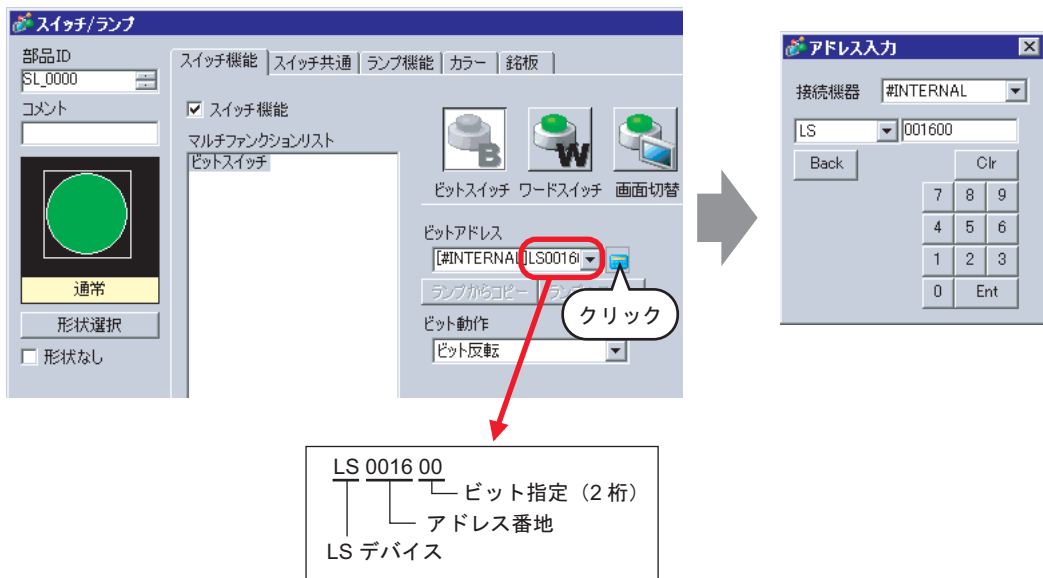 スイッチ/ランプ
部品ID
SL_0000
コメント
通常
形状選択
形状なし
スイッチ機能 スイッチ共通 ランプ機能 カラー 銘板
スイッチ機能
マルチファンクションリスト
ビットスイッチ
B
W
ビットスイッチ ワードスイッチ 画面切替
ビットアドレス
[#INTERNAL]LS0016
ランプからコピー
クリック
ビット動作
ビット反転
アドレス入力
接続機器 #INTERNAL
LS 001600
Back Clr
7 8 9
4 5 6
1 2 3
0 Ent
LS 0016 00
ビット指定（2 桁）
アドレス番地
LS デバイス